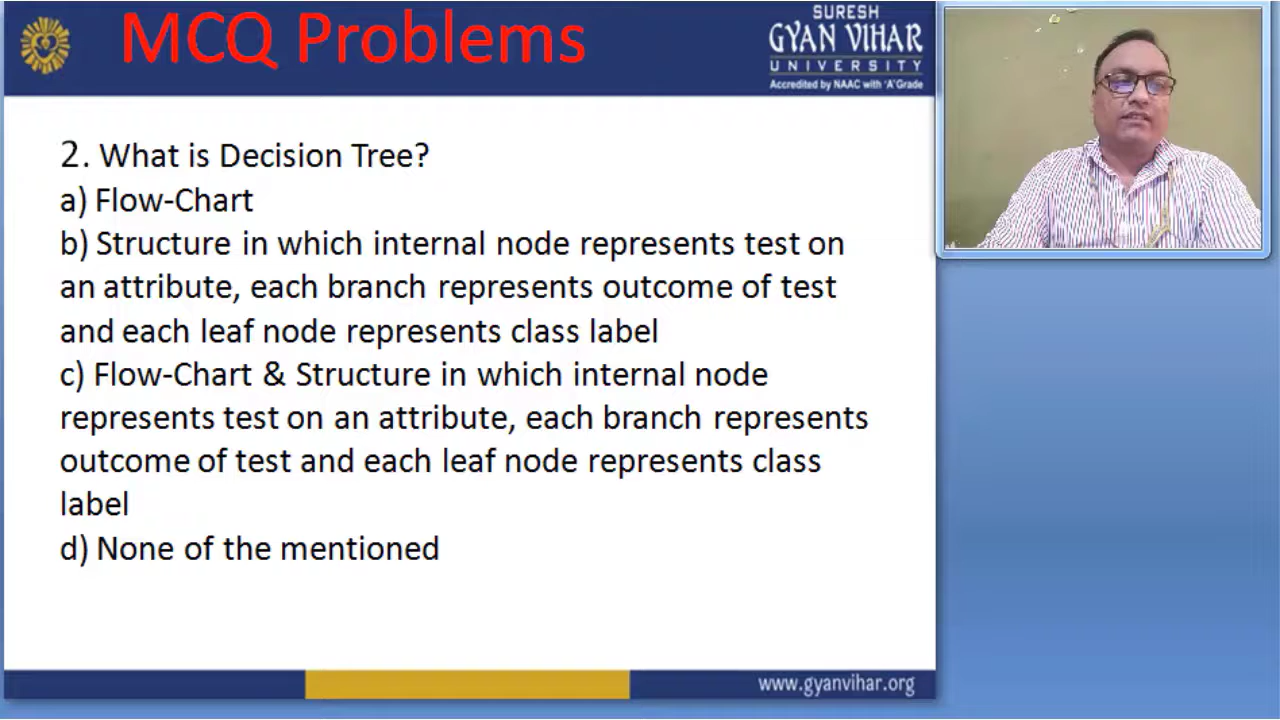 MCQ Problems
SURESH
GYAN VIHAR
UNIVERSITY
Accredited by NAAC with 'A' Grade
2. What is Decision Tree?
a) Flow-Chart
b) Structure in which internal node represents test on
an attribute, each branch represents outcome of test
and each leaf node represents class label
c) Flow-Chart & Structure in which internal node
represents test on an attribute, each branch represents
outcome of test and each leaf node represents class
label
d) None of the mentioned
www.gyanvihar.org